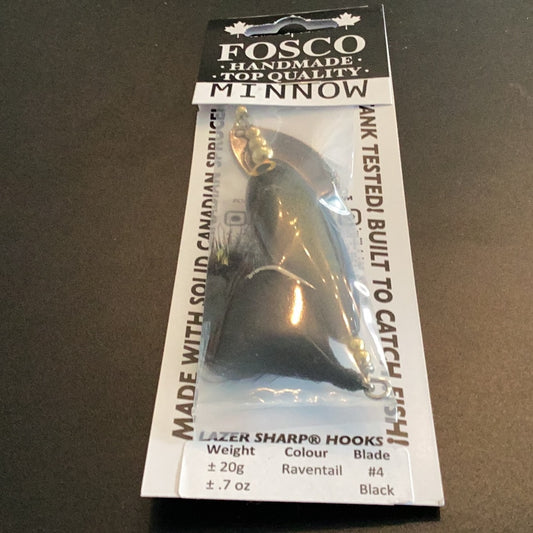 FOSCO
· HANDMADE ·
· TOP QUALITY ·
MINNOW
MADE WITH SOLID CANADIAN SPRUCE!
TANK TESTED! BUILT TO CATCH FISH!
LAZER SHARP® HOOKS
Weight Colour Blade
± 20g Raventail #4
± .7 oz Black